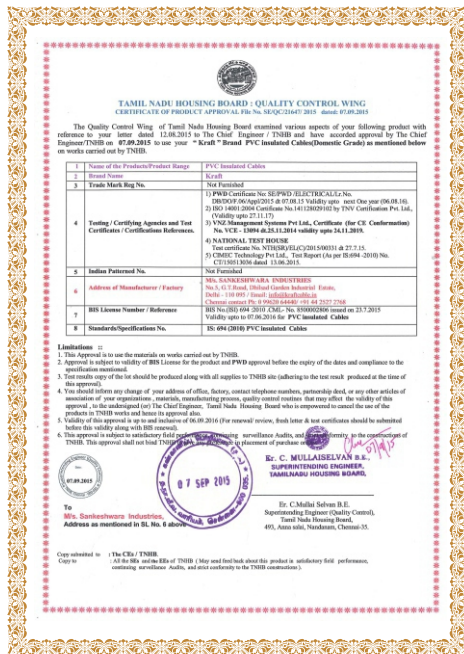 TAMIL NADU HOUSING BOARD : QUALITY CONTROL WING
CERTIFICATE OF PRODUCT APPROVAL File No. SE/QC/21647/ 2015 dated: 07.09.2015
The Quality Control Wing of Tamil Nadu Housing Board examined various aspects of your following product with
reference to your letter dated 12.08.2015 to The Chief Engineer / TNHB and have accorded approval by The Chief
Engineer/TNHB on 07.09.2015 to use your “ Kraft ” Brand PVC insulated Cables(Domestic Grade) as mentioned below
on works carried out by TNHB.
1 Name of the Products/Product Range PVC Insulated Cables
2 Brand Name Kraft
3 Trade Mark Reg No. Not Furnished
4 Testing / Certifying Agencies and Test Certificates / Certifications References.
1) PWD Certificate No: SE/PWD /ELECTRICAL/Lr.No.
DB/DO/F.06/AAO/2015 dt 07.08.15 Validity upto next One year (06.08.16).
2) ISO 14001:2004 Certificate No.141128029102 by TNV Certification Pvt. Ltd.,
(Validity upto 27.11.17)
3) VNZ Management Systems Pvt Ltd., Certificate (for CE Conformation)
No. VCE - 13094 dt.25.11.2014 validity upto 24.11.2019.
4) NATIONAL TEST HOUSE
Test certificate No. NTH(SR)/EL(C)/2015/00331 dt 27.7.15.
5) CIMEC Technology Pvt Ltd., Test Report (As per IS:694 -2010) No.
CT/150513036 dated 13.06.2015.
5 Indian Patterned No. Not Furnished
6 Address of Manufacturer / Factory
M/s. SANKESHWARA INDUSTRIES
No.5, G.T.Road, Dilshad Garden Industrial Estate,
Delhi - 110 095 / Email: info@kraftcable.in
Chennai contact Ph: 8 99620 64440/ +91 44 2527 2768
7 BIS License Number / Reference BIS No.(ISI) 694 :2010 .CML- No. 8500002806 issued on 23.7.2015
Validity upto to 07.06.2016 for PVC insulated Cables
8 Standards/Specifications No. IS: 694 (2010) PVC insulated Cables
Limitations ::
1. This Approval is to use the materials on works carried out by TNHB.
2. Approval is subject to validity of BIS License for the product and PWD approval before the expiry of the dates and compliance to the
specification mentioned.
3. Test results copy of the lot should be produced along with all supplies to TNHB site (adhering to the test result produced at the time of
this approval).
4. You should inform any change of your address of office, factory, contact telephone numbers, partnership deed, or any other articles of
association of your organizations , materials, manufacturing process, quality control routines that may affect the validity of this
approval , to the undersigned (or) The Chief Engineer, Tamil Nadu Housing Board who is empowered to cancel the use of the
products in TNHB works and hence its approval also.
5. Validity of this approval is up to and inclusive of 06.09.2016 (For renewal/ review, fresh letter & test certificates should be submitted
before this validity along with BIS renewal).
6. This approval is subject to satisfactory field continuing surveillance Audits, and conformity to the constructions of
TNHB. This approval shall not bind TNHB in placement of purchase
Er. C. MULLAISELVAN B.E.,
SUPERINTENDING ENGINEER,
TAMILNADU HOUSING BOARD,
07.09.2015
07 SEP 2015
To
M/s. Sankeshwara Industries,
Address as mentioned in SL No. 6 above
Er. C.Mullai Selvan B.E.
Superintending Engineer (Quality Control),
Tamil Nadu Housing Board,
493, Anna salai, Nandanam, Chennai-35.
Copy submitted to : The CEs / TNHB.
Copy to : All the SEs and the EEs of TNHB ( May send feed back about this product in satisfactory field performance,
continuing surveillance Audits, and strict conformity to the TNHB constructions ).